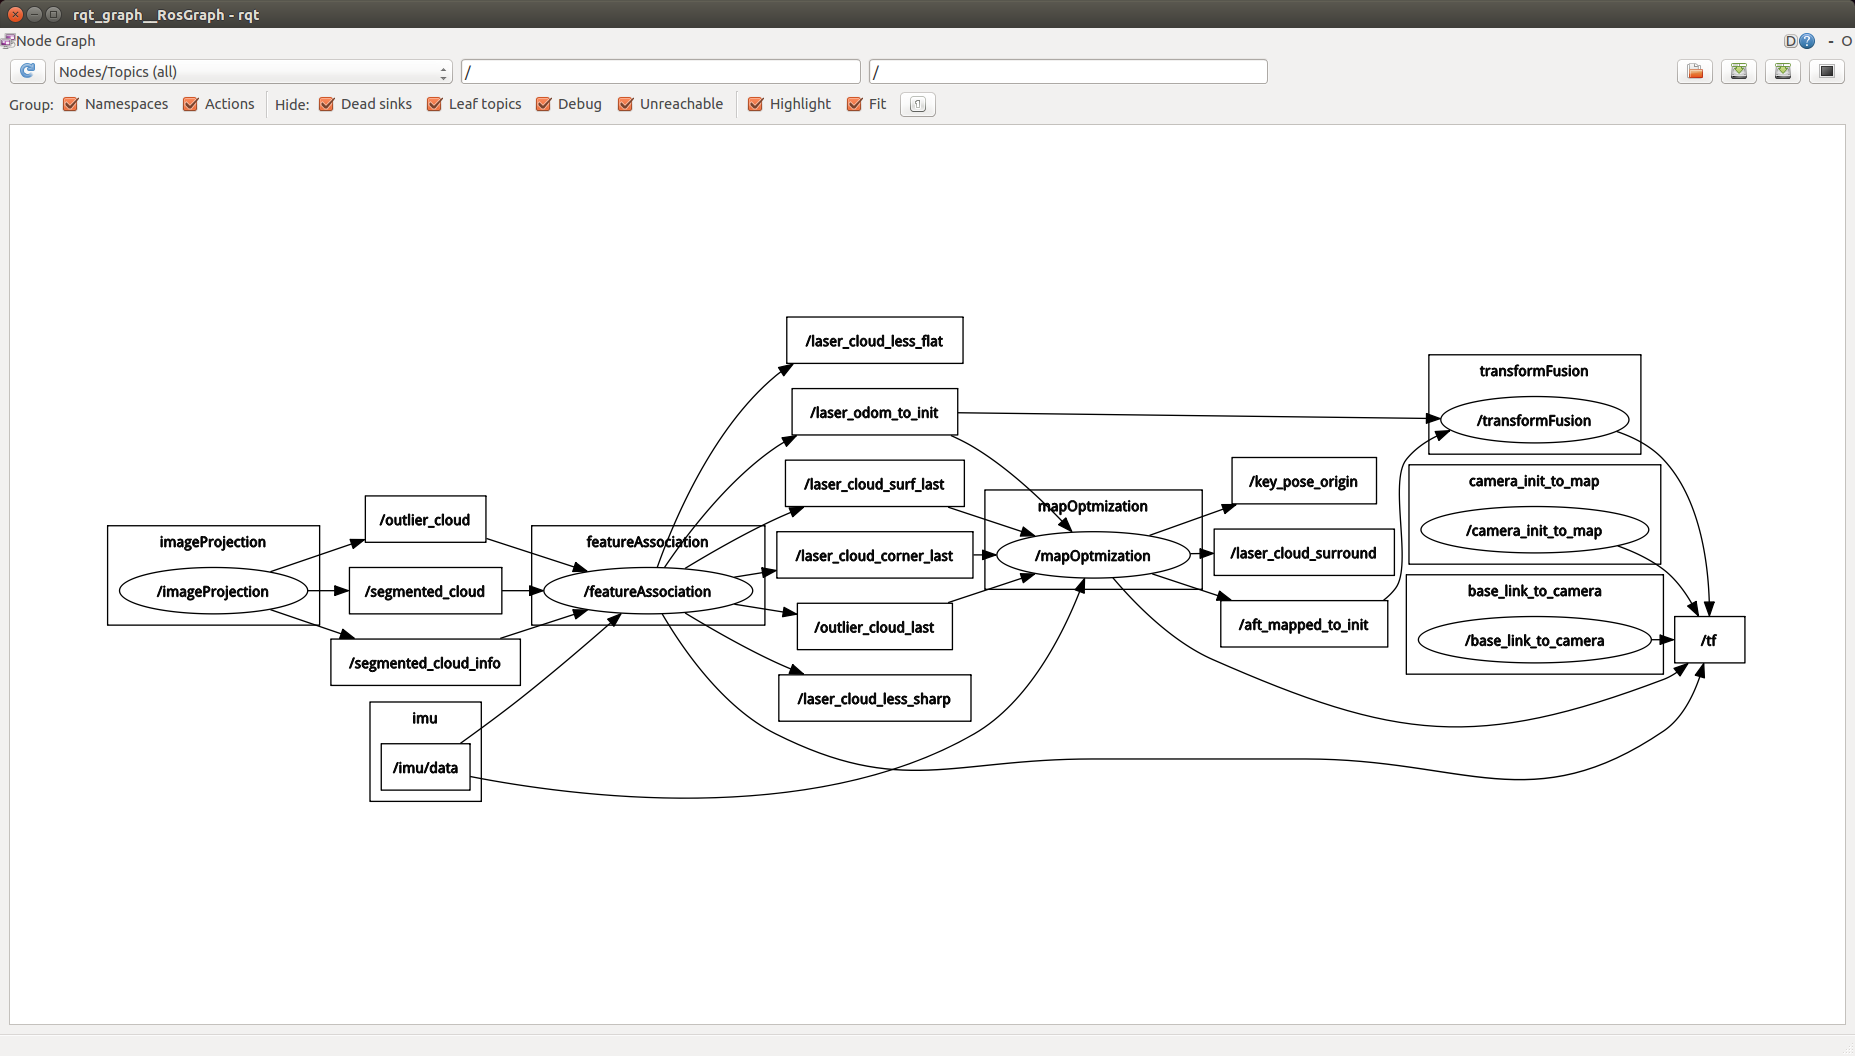 rqt_graph__RosGraph - rqt
Node Graph
D ? - O
Nodes/Topics (all) / /
Group: Namespaces Actions Hide: Dead sinks Leaf topics Debug Unreachable Highlight Fit
/laser_cloud_less_flat
transformFusion
/laser_odom_to_init
/transformFusion
/laser_cloud_surf_last
/key_pose_origin
camera_init_to_map
mapOptmization
/outlier_cloud
/camera_init_to_map
imageProjection
featureAssociation
/laser_cloud_corner_last
/mapOptmization
/laser_cloud_surround
/imageProjection
/segmented_cloud
/featureAssociation
base_link_to_camera
/outlier_cloud_last
/aft_mapped_to_init
/base_link_to_camera
/tf
/segmented_cloud_info
/laser_cloud_less_sharp
imu
/imu/data